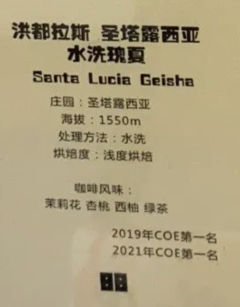 洪都拉斯 圣塔露西亚
水洗瑰夏
Santa Lucia Geisha
庄园：圣塔露西亚
海拔：1550m
处理方法：水洗
烘焙度：浅度烘焙
咖啡风味：
茉莉花 杏桃 西柚 绿茶
2019年COE第一名
2021年COE第一名